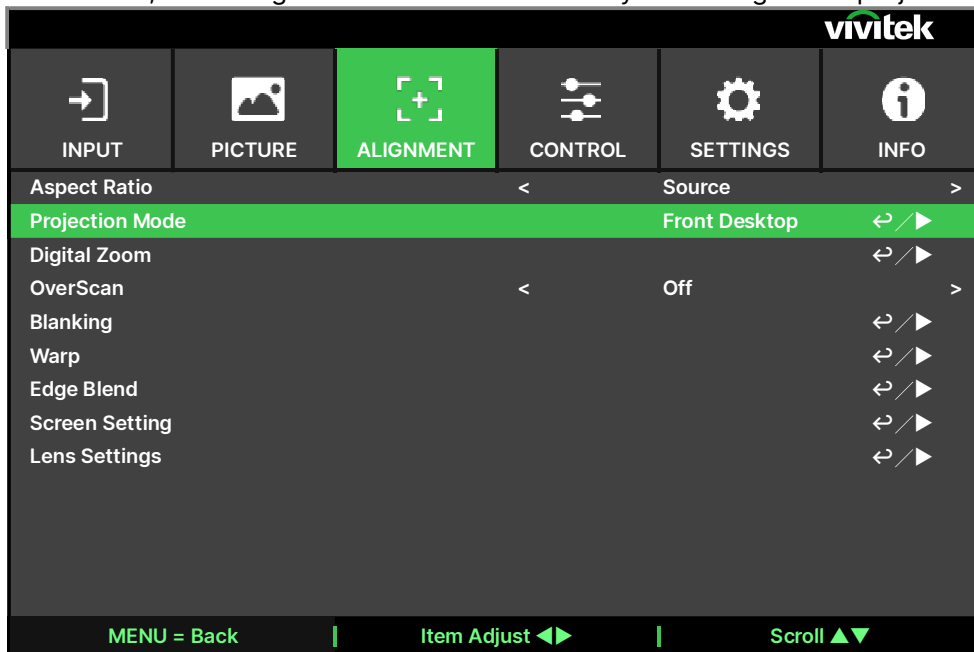 vivitek
INPUT PICTURE ALIGNMENT CONTROL SETTINGS INFO
Aspect Ratio < Source >
Projection Mode Front Desktop ↩/▶
Digital Zoom ↩/▶
OverScan < Off >
Blanking ↩/▶
Warp ↩/▶
Edge Blend ↩/▶
Screen Setting ↩/▶
Lens Settings ↩/▶
MENU = Back Item Adjust ◀▶ Scroll ▲▼